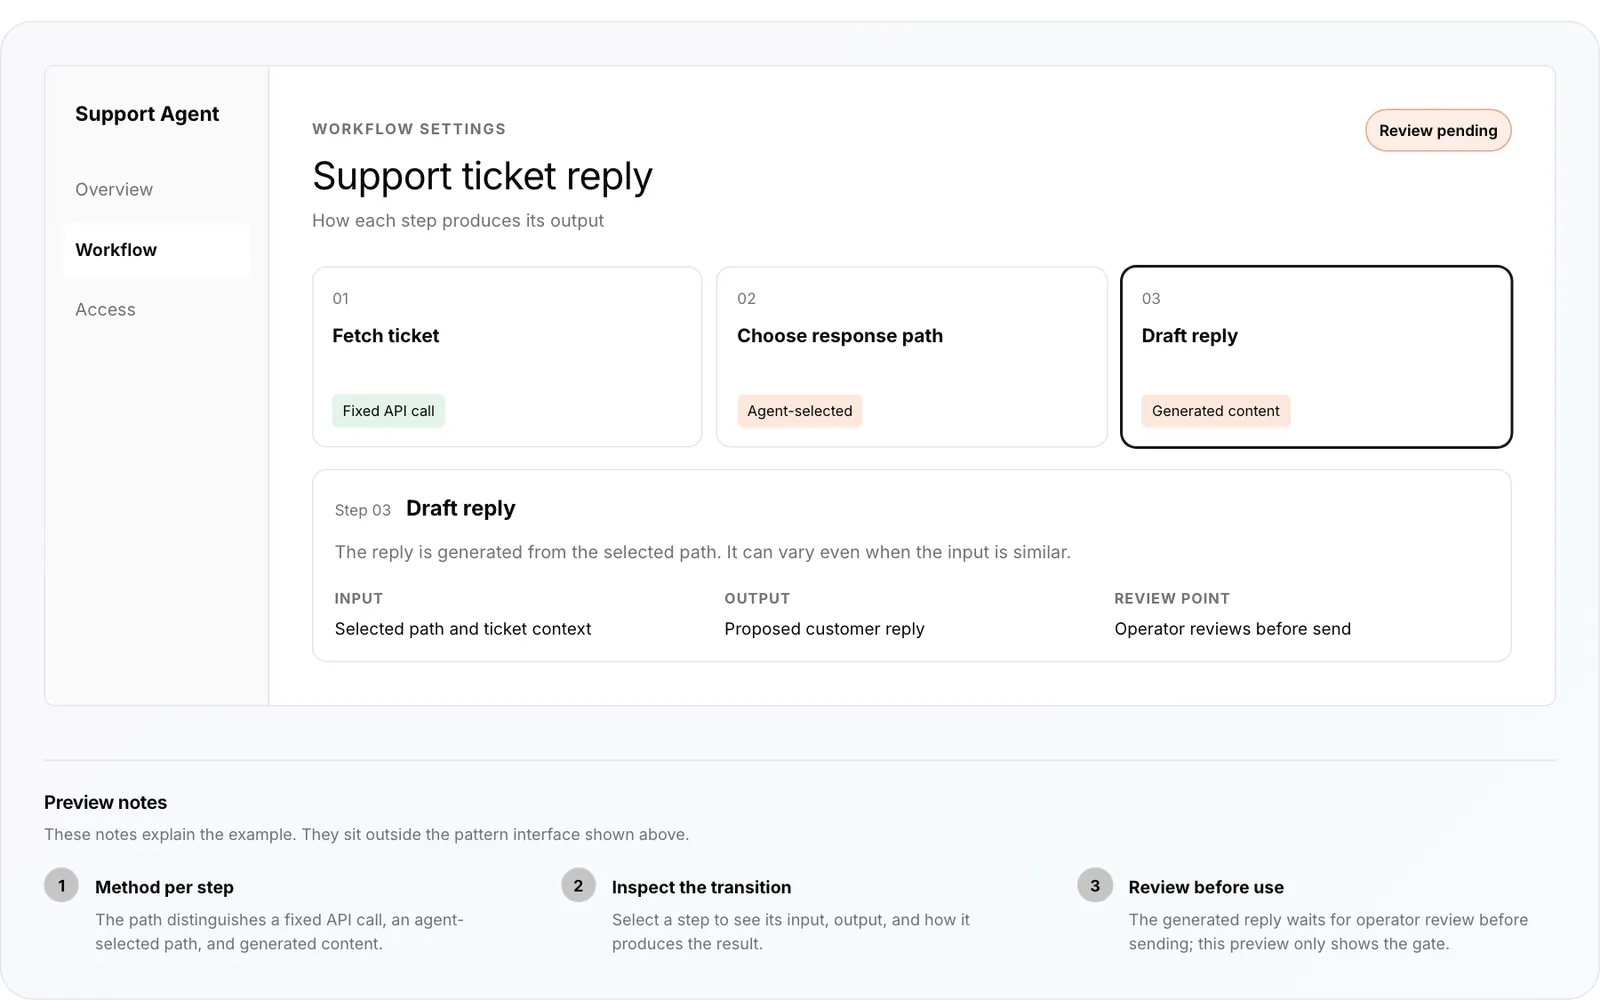 Support Agent
Overview
Workflow
Access
WORKFLOW SETTINGS
Support ticket reply
How each step produces its output
Review pending
01
Fetch ticket
Fixed API call
02
Choose response path
Agent-selected
03
Draft reply
Generated content
Step 03 Draft reply
The reply is generated from the selected path. It can vary even when the input is similar.
INPUT
Selected path and ticket context
OUTPUT
Proposed customer reply
REVIEW POINT
Operator reviews before send
Preview notes
These notes explain the example. They sit outside the pattern interface shown above.
1 Method per step
The path distinguishes a fixed API call, an agent-
selected path, and generated content.
2 Inspect the transition
Select a step to see its input, output, and how it
produces the result.
3 Review before use
The generated reply waits for operator review before
sending; this preview only shows the gate.